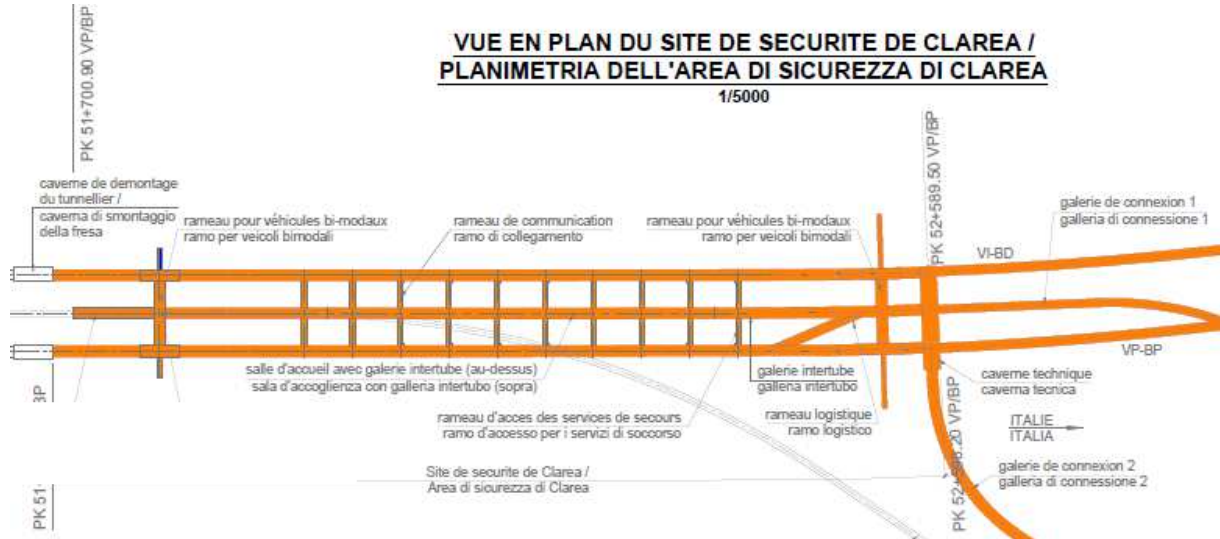 VUE EN PLAN DU SITE DE SECURITE DE CLAREA /
PLANIMETRIA DELL'AREA DI SICUREZZA DI CLAREA
1/5000
PK 51+700.90 VP/BP
PK 52+589.50 VP/BP
caverne de demontage
du tunnellier /
caverna di smontaggio
della fresa
rameau pour véhicules bi-modaux
ramo per veicoli bimodali
rameau de communication
ramo di collegamento
rameau pour véhicules bi-modaux
ramo per veicoli bimodali
galerie de connexion 1
galleria di connessione 1
VI-BD
VP-BP
salle d'accueil avec galerie intertube (au-dessus)
sala d'accoglienza con galleria intertubo (sopra)
galerie intertube
galleria intertubo
caverne technique
caverna tecnica
rameau d'acces des services de secours
ramo d'accesso per i servizi di soccorso
rameau logistique
ramo logistico
ITALIE
ITALIA
Site de securite de Clarea /
Area di sicurezza di Clarea
galerie de connexion 2
galleria di connessione 2
PK 51
BP